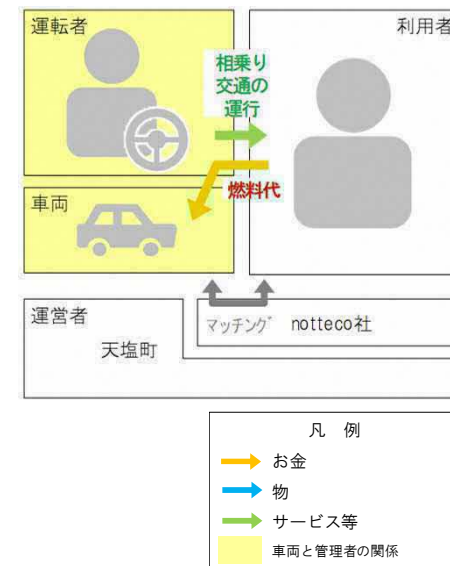 運転者
利用者
相乗り
交通の
運行
燃料代
車両
運営者
天塩町
マッチング
notteco社
凡 例
お金
物
サービス等
車両と管理者の関係